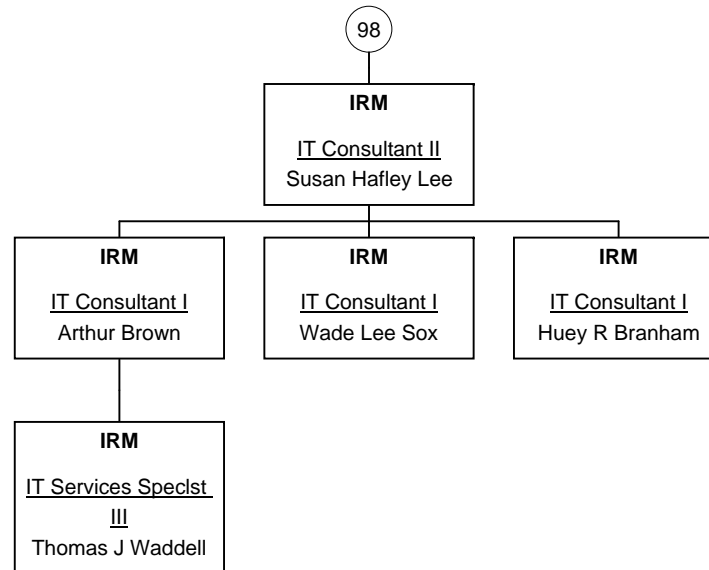 98
IRM
IT Consultant II
Susan Hafley Lee
IRM
IT Consultant I
Arthur Brown
IRM
IT Consultant I
Wade Lee Sox
IRM
IT Consultant I
Huey R Branham
IRM
IT Services Speclst
III
Thomas J Waddell